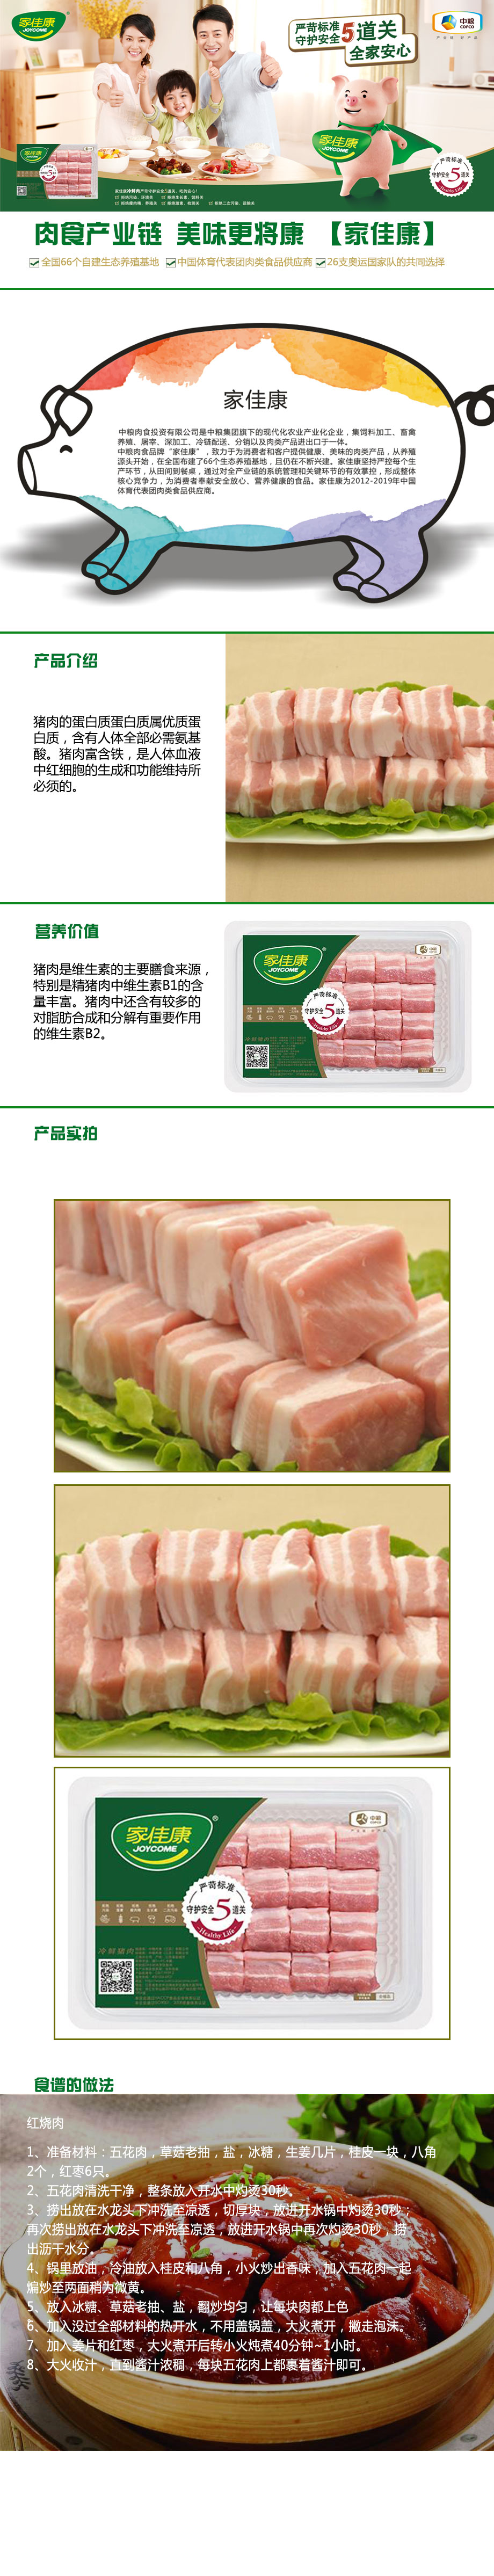 家佳康
JOYCOME
严苛标准
守护安全
5道关
全家安心
中粮
COFCO
家佳康
JOYCOME
家佳康
JOYCOME
严苛标准
守护安全5道关
Healthy Life
肉食产业链 美味更将康 【家佳康】
全国66个自建生态养殖基地 中国体育代表团肉类食品供应商 26支奥运国家队的共同选择
家佳康
中粮肉食投资有限公司是中粮集团旗下的现代化农业产业化企业，集饲料加工、畜禽
养殖、屠宰、深加工、冷链配送、分销以及肉类产品进出口于一体。
中粮肉食品牌“家佳康”，致力于为消费者和客户提供健康、美味的肉类产品，从养殖
源头开始，在全国布建了66个生态养殖基地，且仍在不断兴建。家佳康坚持严控每个生
产环节，从田间到餐桌，通过对全产业链的系统管理和关键环节的有效掌控，形成整体
核心竞争力，为消费者奉献安全放心、营养健康的食品。家佳康为2012-2019年中国
体育代表团肉类食品供应商。
产品介绍
猪肉的蛋白质蛋白质属优质蛋
白质，含有人体全部必需氨基
酸。猪肉富含铁，是人体血液
中红细胞的生成和功能维持所
必须的。
营养价值
猪肉是维生素的主要膳食来源，
特别是精猪肉中维生素B1的含
量丰富。猪肉中还含有较多的
对脂肪合成和分解有重要作用
的维生素B2。
家佳康
JOYCOME
中粮
COFCO
严苛标准
守护安全5道关
Healthy Life
冷鲜猪肉
产品实拍
家佳康
JOYCOME
中粮
COFCO
严苛标准
守护安全5道关
Healthy Life
冷鲜猪肉
食谱的做法
红烧肉
1、准备材料：五花肉，草菇老抽，盐，冰糖，生姜几片，桂皮一块，八角
2个，红枣6只。
2、五花肉清洗干净，整条放入开水中灼烫30秒。
3、捞出放在水龙头下冲洗至凉透，切厚块，放进开水锅中灼烫30秒；
再次捞出放在水龙头下冲洗至凉透，放进开水锅中再次灼烫30秒，捞
出沥干水分。
4、锅里放油，冷油放入桂皮和八角，小火炒出香味，加入五花肉一起
煸炒至两面稍为微黄。
5、放入冰糖、草菇老抽、盐，翻炒均匀，让每块肉都上色
6、加入没过全部材料的热开水，不用盖锅盖，大火煮开，撇走泡沫。
7、加入姜片和红枣，大火煮开后转小火炖煮40分钟~1小时。
8、大火收汁，直到酱汁浓稠，每块五花肉上都裹着酱汁即可。